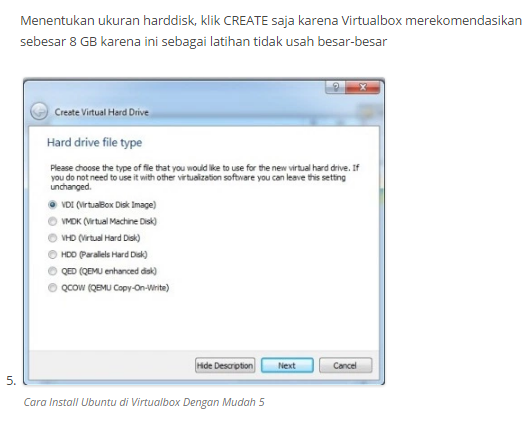 Menentukan ukuran harddisk, klik CREATE saja karena Virtualbox merekomendasikan
sebesar 8 GB karena ini sebagai latihan tidak usah besar-besar
Create Virtual Hard Drive
Hard drive file type
Please choose the type of file that you would like to use for the new virtual hard drive. If
you do not need to use it with other virtualization software you can leave this setting
unchanged.
VDI (VirtualBox Disk Image)
VMDK (Virtual Machine Disk)
VHD (Virtual Hard Disk)
HDD (Parallels Hard Disk)
QED (QEMU enhanced disk)
QCOW (QEMU Copy-On-Write)
Hide Description Next Cancel
5.
Cara Install Ubuntu di Virtualbox Dengan Mudah 5